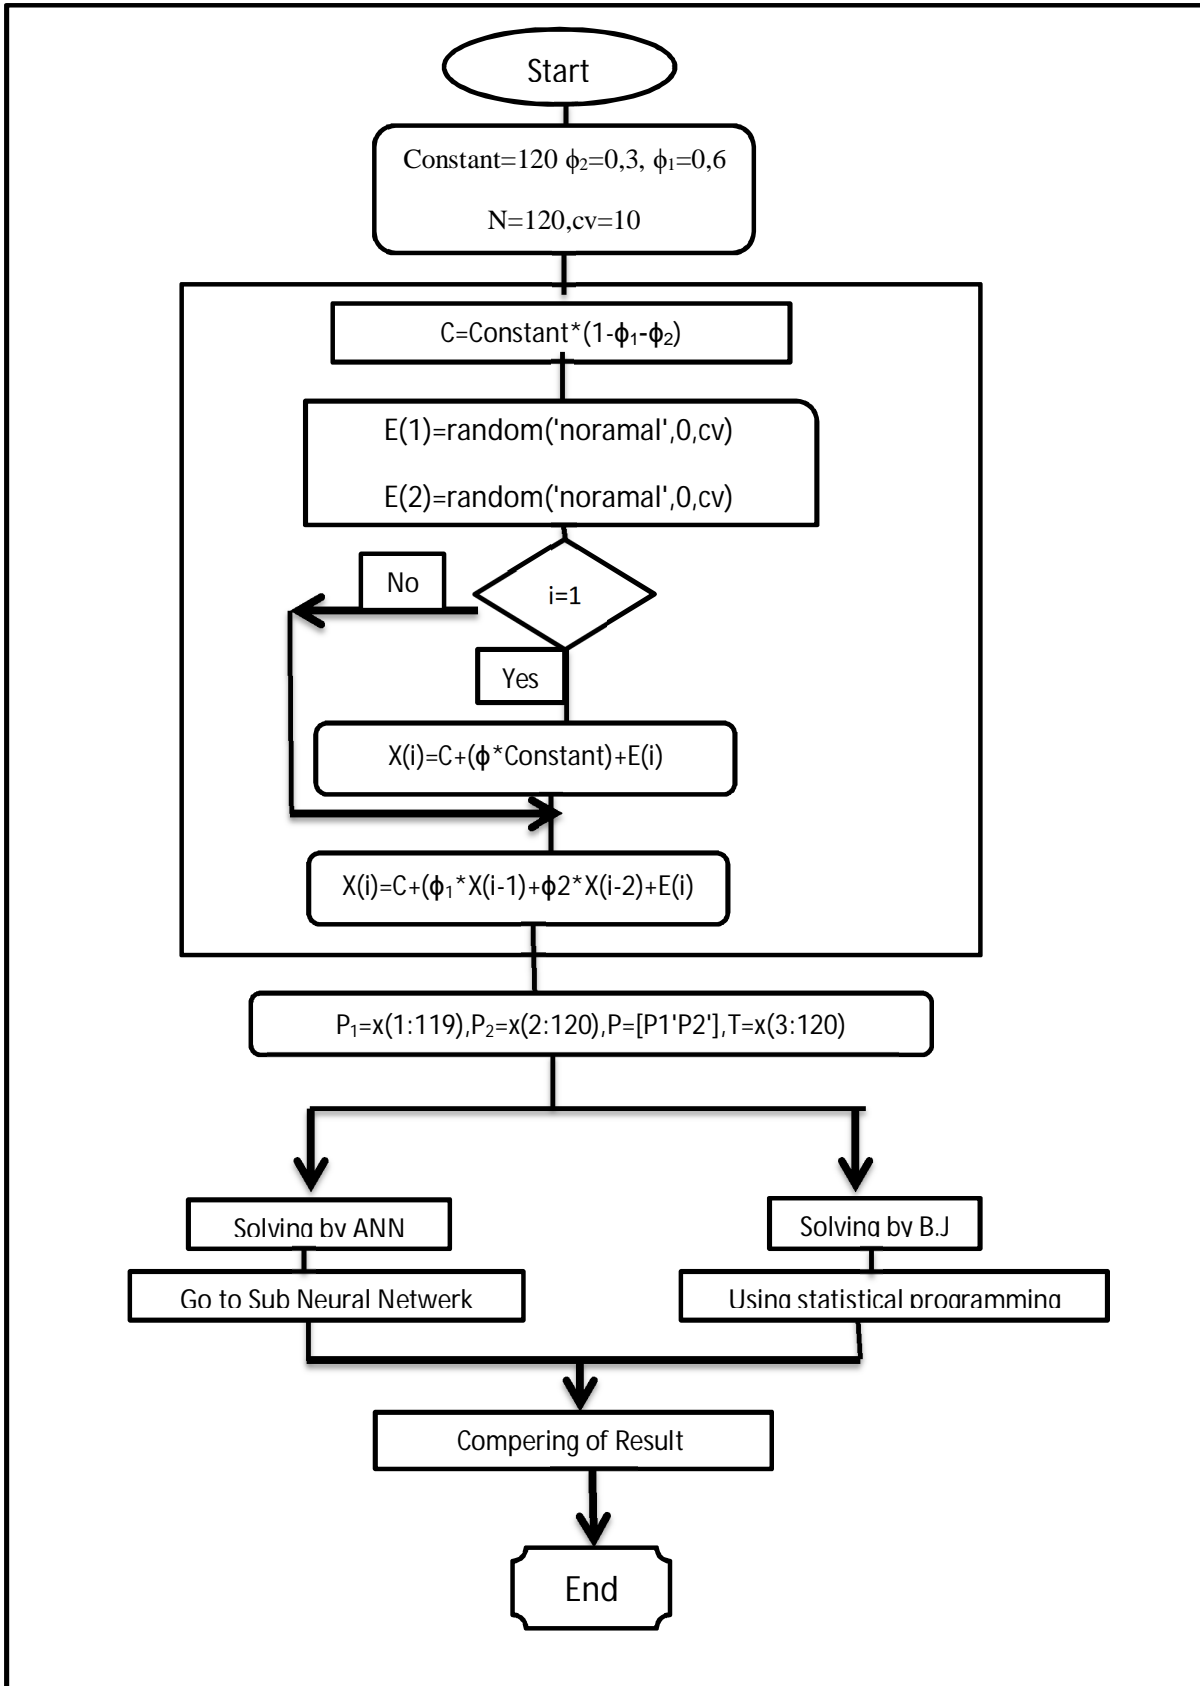 Start
Constant=120 ϕ₂=0,3, ϕ₁=0,6
N=120,cv=10
C=Constant*(1-ϕ₁-ϕ₂)
E(1)=random('noramal',0,cv)
E(2)=random('noramal',0,cv)
No
i=1
Yes
X(i)=C+(ϕ*Constant)+E(i)
X(i)=C+(ϕ₁*X(i-1)+ϕ2*X(i-2)+E(i)
P₁=x(1:119),P₂=x(2:120),P=[P1'P2'],T=x(3:120)
Solving by ANN
Solving by B.J
Go to Sub Neural Netwerk
Using statistical programming
Compering of Result
End